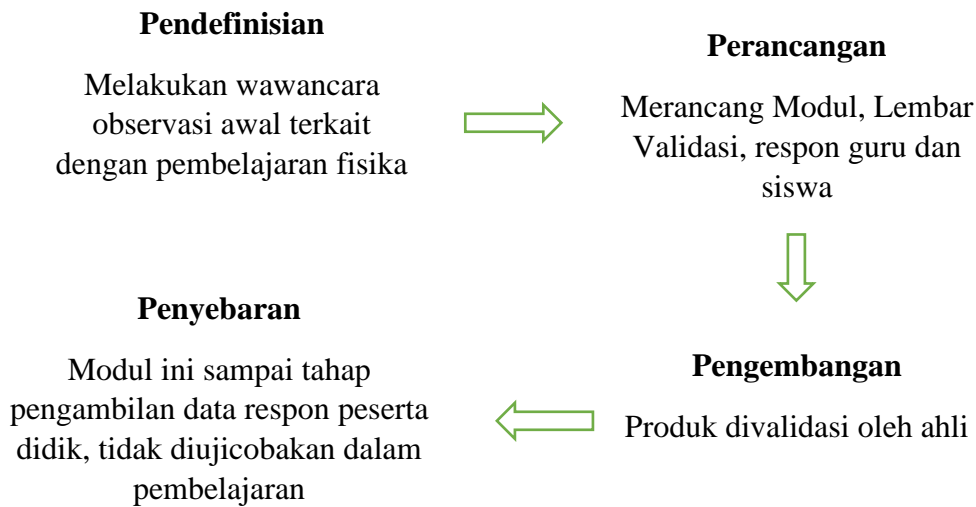 Pendefinisian
Melakukan wawancara
observasi awal terkait
dengan pembelajaran fisika
Perancangan
Merancang Modul, Lembar
Validasi, respon guru dan
siswa
Pengembangan
Produk divalidasi oleh ahli
Penyebaran
Modul ini sampai tahap
pengambilan data respon peserta
didik, tidak diujicobakan dalam
pembelajaran